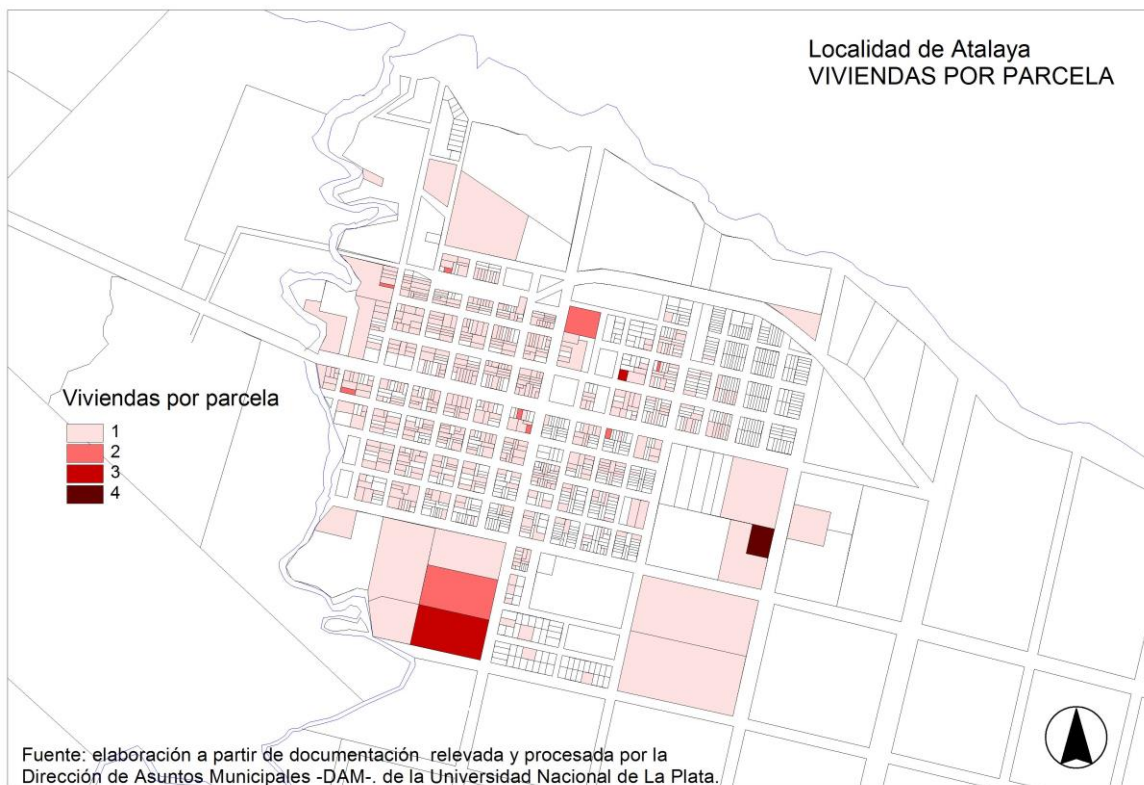 Localidad de Atalaya
VIVIENDAS POR PARCELA
Viviendas por parcela
1
2
3
4
Fuente: elaboración a partir de documentación relevada y procesada por la
Dirección de Asuntos Municipales -DAM-. de la Universidad Nacional de La Plata.